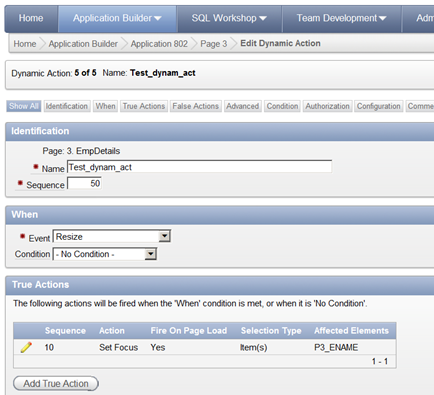 Home Application Builder SQL Workshop Team Development
Home Application Builder Application 802 Page 3 Edit Dynamic Action
Dynamic Action: 5 of 5 Name: Test_dynam_act
Show All Identification When True Actions False Actions Advanced Condition Authorization Configuration
Identification
Page: 3. EmpDetails
Name Test_dynam_act
Sequence 50
When
Event Resize
Condition - No Condition -
True Actions
The following actions will be fired when the 'When' condition is met, or when it is 'No Condition'.
Sequence Action Fire On Page Load Selection Type Affected Elements
10 Set Focus Yes Item(s) P3_ENAME
1 - 1
Add True Action